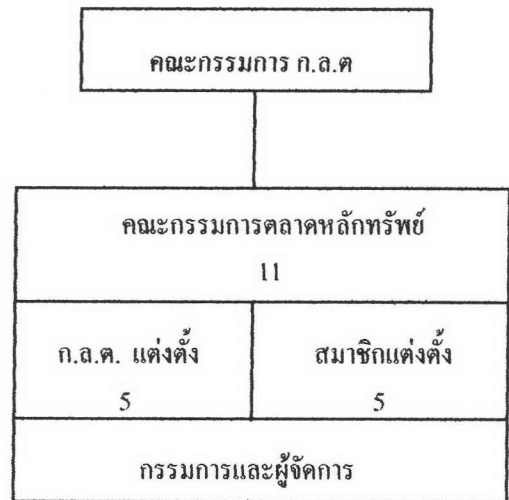 คณะกรรมการ ก.ล.ต
คณะกรรมการตลาดหลักทรัพย์
11
ก.ล.ต. แต่งตั้ง
สมาชิกแต่งตั้ง
5
5
กรรมการและผู้จัดการ